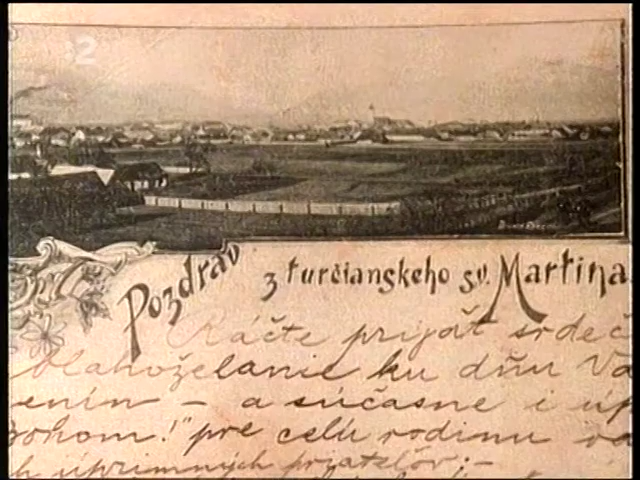 :2
Pozdrav z turčianskeho sv. Martina
Ráčte prijať srdeč
blahoželanie ku dňu Va
enín — a súčasne i úp
bohom!" pre celú rodinu
h úprimných priateľov:-